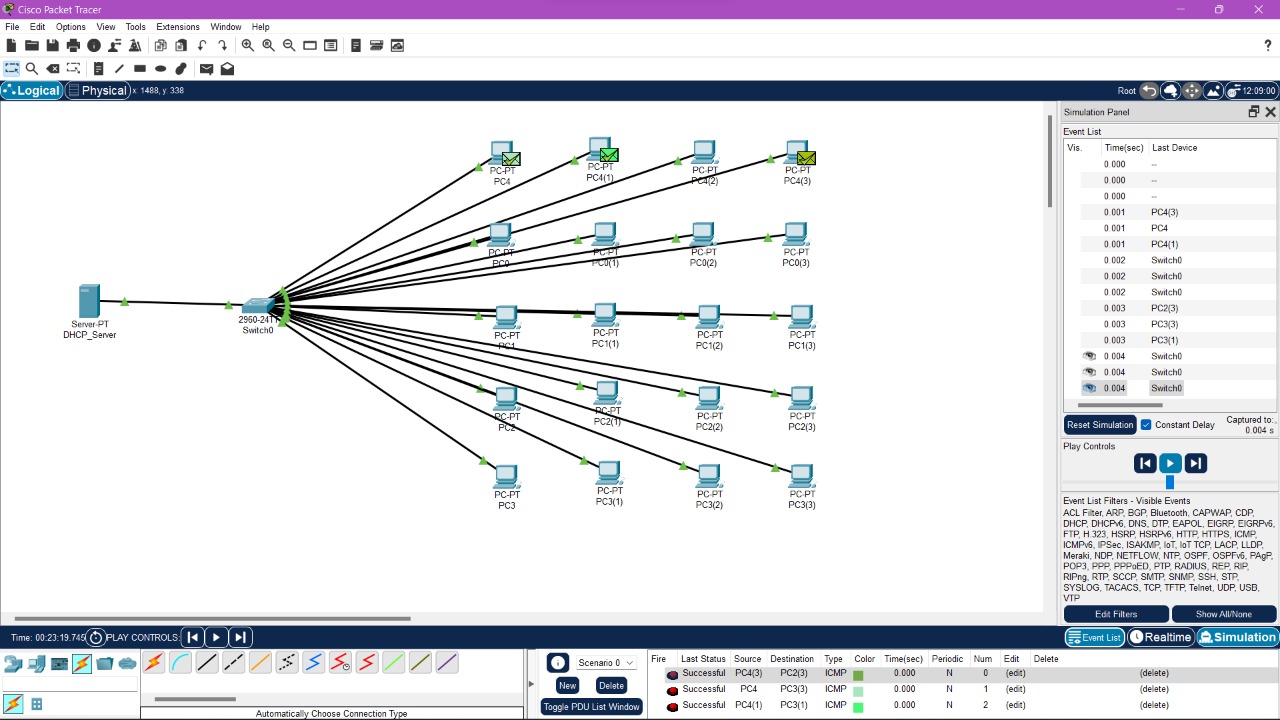 Cisco Packet Tracer
File Edit Options View Tools Extensions Window Help
?
Logical Physical x: 1488, y: 338 Root 12:09:00
Simulation Panel
Event List
Vis. Time(sec) Last Device
0.000 --
0.000 --
0.000 --
0.001 PC4(3)
0.001 PC4
0.001 PC4(1)
0.002 Switch0
0.002 Switch0
0.002 Switch0
0.003 PC2(3)
0.003 PC3(3)
0.003 PC3(1)
0.004 Switch0
0.004 Switch0
0.004 Switch0
Reset Simulation Constant Delay Captured to:
0.004 s
Play Controls
Event List Filters - Visible Events
ACL Filter, ARP, BGP, Bluetooth, CAPWAP, CDP,
DHCP, DHCPv6, DNS, DTP, EAPOL, EIGRP, EIGRPv6,
FTP, H.323, HSRP, HSRPv6, HTTP, HTTPS, ICMP,
ICMPv6, IPSec, ISAKMP, IoT, IoT TCP, LACP, LLDP,
Meraki, NDP, NETFLOW, NTP, OSPF, OSPFv6, PAgP,
POP3, PPP, PPPoED, PTP, RADIUS, REP, RIP,
RIPng, RTP, SCCP, SMTP, SNMP, SSH, STP,
SYSLOG, TACACS, TCP, TFTP, Telnet, UDP, USB,
VTP
Edit Filters Show All/None
Event List Realtime Simulation
PC-PT PC-PT PC-PT PC-PT
PC4 PC4(1) PC4(2) PC4(3)
PC-PT PC-PT PC-PT PC-PT
PC0 PC0(1) PC0(2) PC0(3)
Server-PT
DHCP_Server
2960-24TT
Switch0
PC-PT PC-PT PC-PT PC-PT
PC1 PC1(1) PC1(2) PC1(3)
PC-PT PC-PT PC-PT PC-PT
PC2 PC2(1) PC2(2) PC2(3)
PC-PT PC-PT PC-PT PC-PT
PC3 PC3(1) PC3(2) PC3(3)
Time: 00:23:19.745 PLAY CONTROLS:
Automatically Choose Connection Type
Scenario 0
New Delete
Toggle PDU List Window
Fire Last Status Source Destination Type Color Time(sec) Periodic Num Edit Delete
Successful PC4(3) PC2(3) ICMP 0.000 N 0 (edit) (delete)
Successful PC4 PC3(3) ICMP 0.000 N 1 (edit) (delete)
Successful PC4(1) PC3(1) ICMP 0.000 N 2 (edit) (delete)